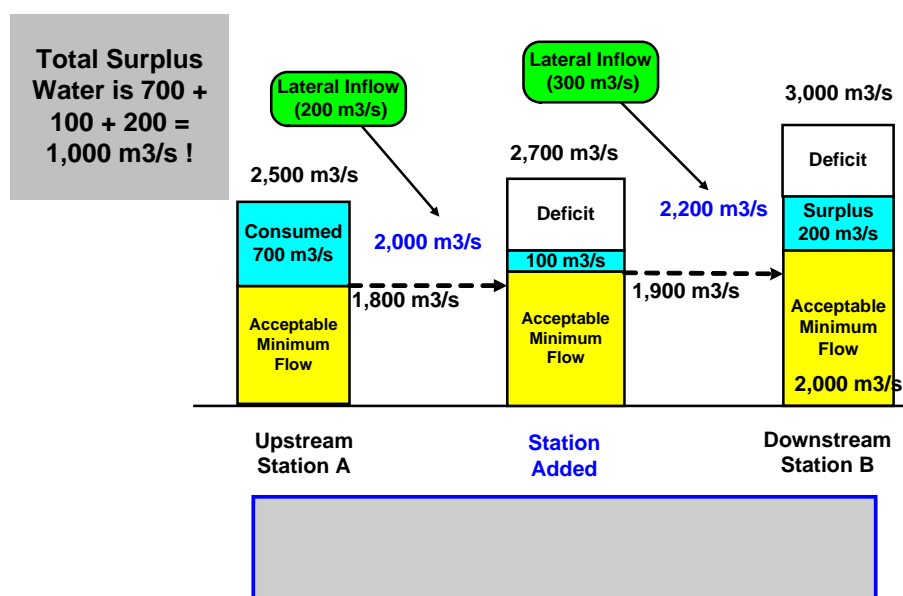 Total Surplus
Water is 700 +
100 + 200 =
1,000 m3/s !
Lateral Inflow
(200 m3/s)
Lateral Inflow
(300 m3/s)
2,500 m3/s
2,700 m3/s
3,000 m3/s
Consumed
700 m3/s
2,000 m3/s
Deficit
100 m3/s
2,200 m3/s
Deficit
Surplus
200 m3/s
1,800 m3/s
1,900 m3/s
Acceptable
Minimum
Flow
Acceptable
Minimum
Flow
Acceptable
Minimum
Flow
2,000 m3/s
Upstream
Station A
Station
Added
Downstream
Station B